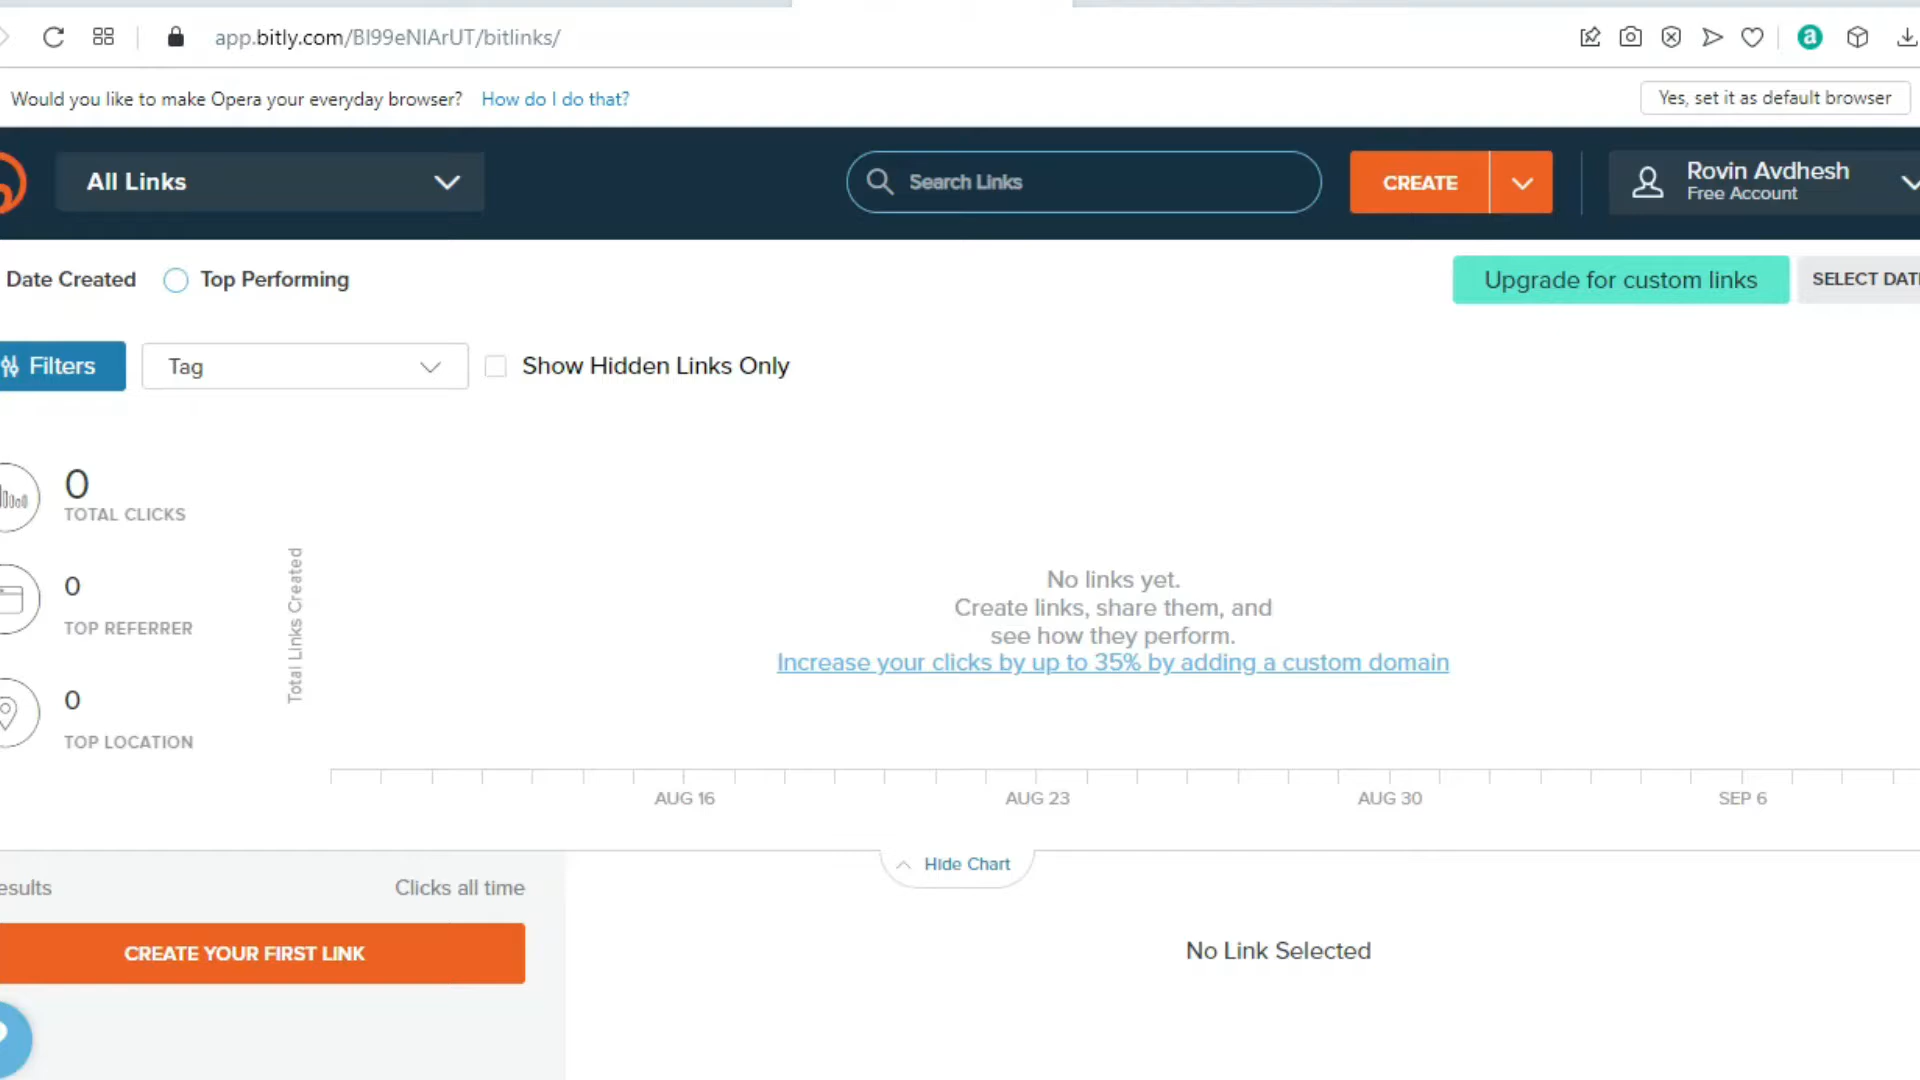 app.bitly.com/Bl99eNlArUT/bitlinks/
Would you like to make Opera your everyday browser? How do I do that? Yes, set it as default browser
All Links
Search Links
CREATE
Rovin Avdhesh
Free Account
Date Created Top Performing
Upgrade for custom links
SELECT DAT
Filters
Tag
Show Hidden Links Only
0
TOTAL CLICKS
0
TOP REFERRER
0
TOP LOCATION
Total Links Created
No links yet.
Create links, share them, and
see how they perform.
Increase your clicks by up to 35% by adding a custom domain
AUG 16 AUG 23 AUG 30 SEP 6
Hide Chart
esults Clicks all time
CREATE YOUR FIRST LINK
No Link Selected